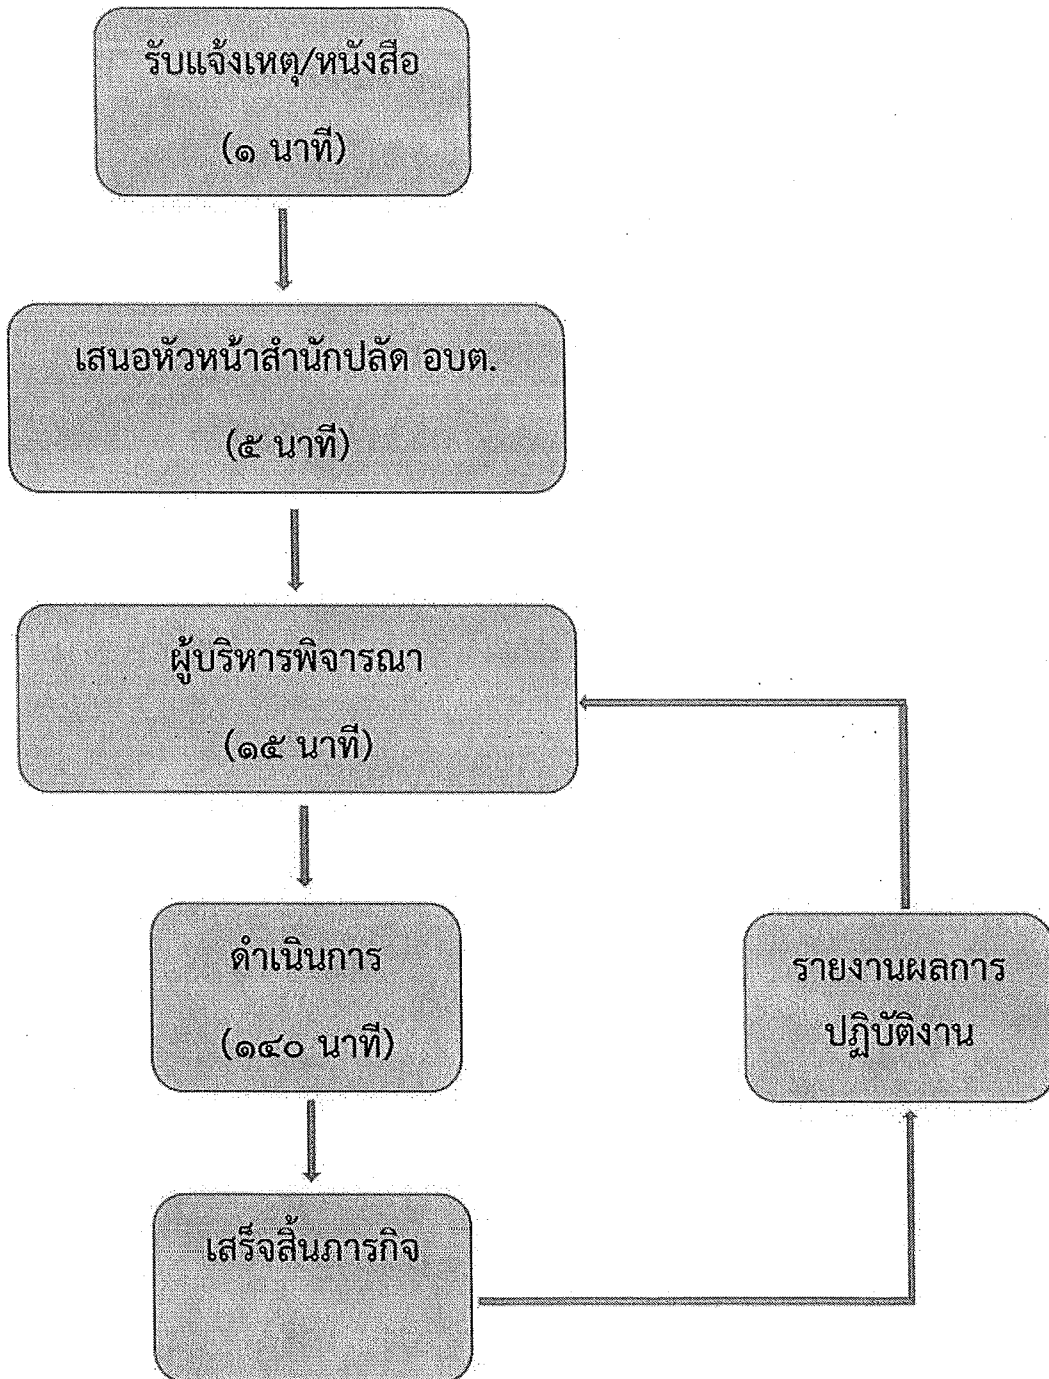 รับแจ้งเหตุ/หนังสือ
(๑ นาที)
เสนอหัวหน้าสำนักปลัด อบต.
(๕ นาที)
ผู้บริหารพิจารณา
(๑๕ นาที)
ดำเนินการ
(๑๔๐ นาที)
เสร็จสิ้นภารกิจ
รายงานผลการ
ปฏิบัติงาน